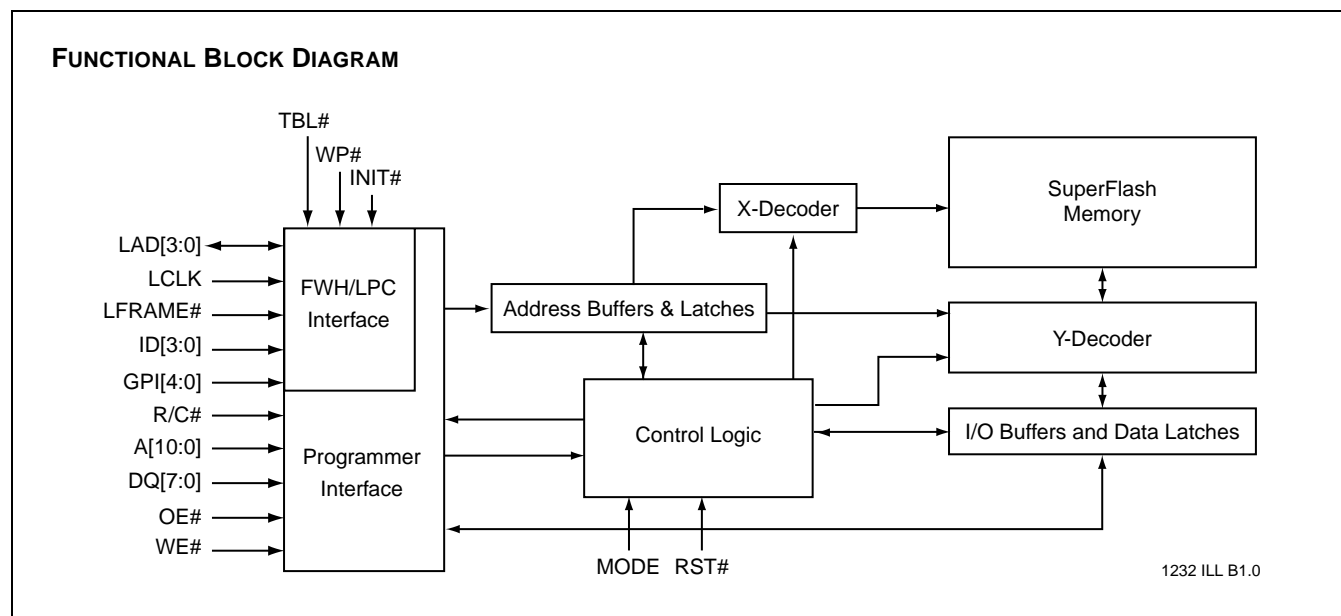 FUNCTIONAL BLOCK DIAGRAM
TBL#
WP#
INIT#
LAD[3:0]
LCLK
LFRAME#
ID[3:0]
GPI[4:0]
R/C#
A[10:0]
DQ[7:0]
OE#
WE#
FWH/LPC
Interface
Programmer
Interface
Address Buffers & Latches
X-Decoder
Control Logic
MODE
RST#
SuperFlash
Memory
Y-Decoder
I/O Buffers and Data Latches
1232 ILL B1.0